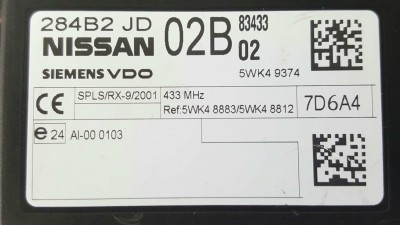 284B2 JD
NISSAN
02B
83433
02
SIEMENS VDO
5WK4 9374
CE
SPLS/RX-9/2001
433 MHz
Ref:5WK4 8883/5WK4 8812
7D6A4
e 24
AI-00 0103